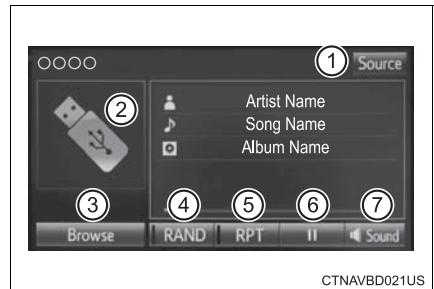 ○○○○ ① Source
②
Artist Name
Song Name
Album Name
③ ④ ⑤ ⑥ ⑦
Browse RAND RPT II Sound
CTNAVBD021US